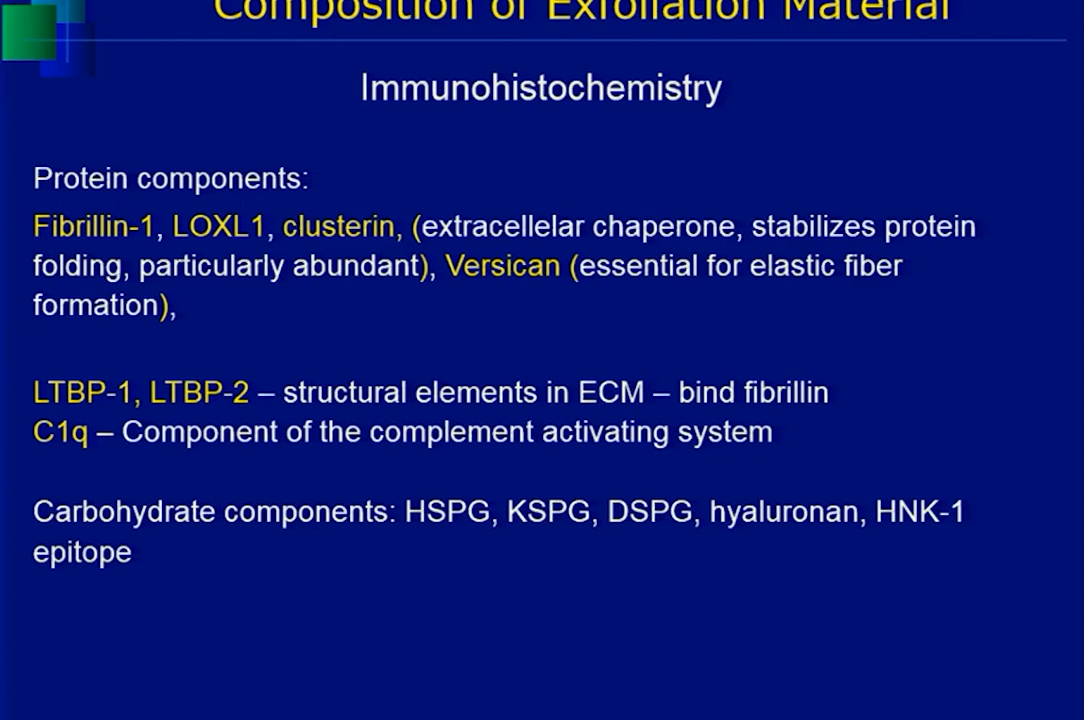 Composition of Exfoliation Material
Immunohistochemistry
Protein components:
Fibrillin-1, LOXL1, clusterin, (extracellelar chaperone, stabilizes protein
folding, particularly abundant), Versican (essential for elastic fiber
formation),
LTBP-1, LTBP-2 – structural elements in ECM – bind fibrillin
C1q – Component of the complement activating system
Carbohydrate components: HSPG, KSPG, DSPG, hyaluronan, HNK-1
epitope